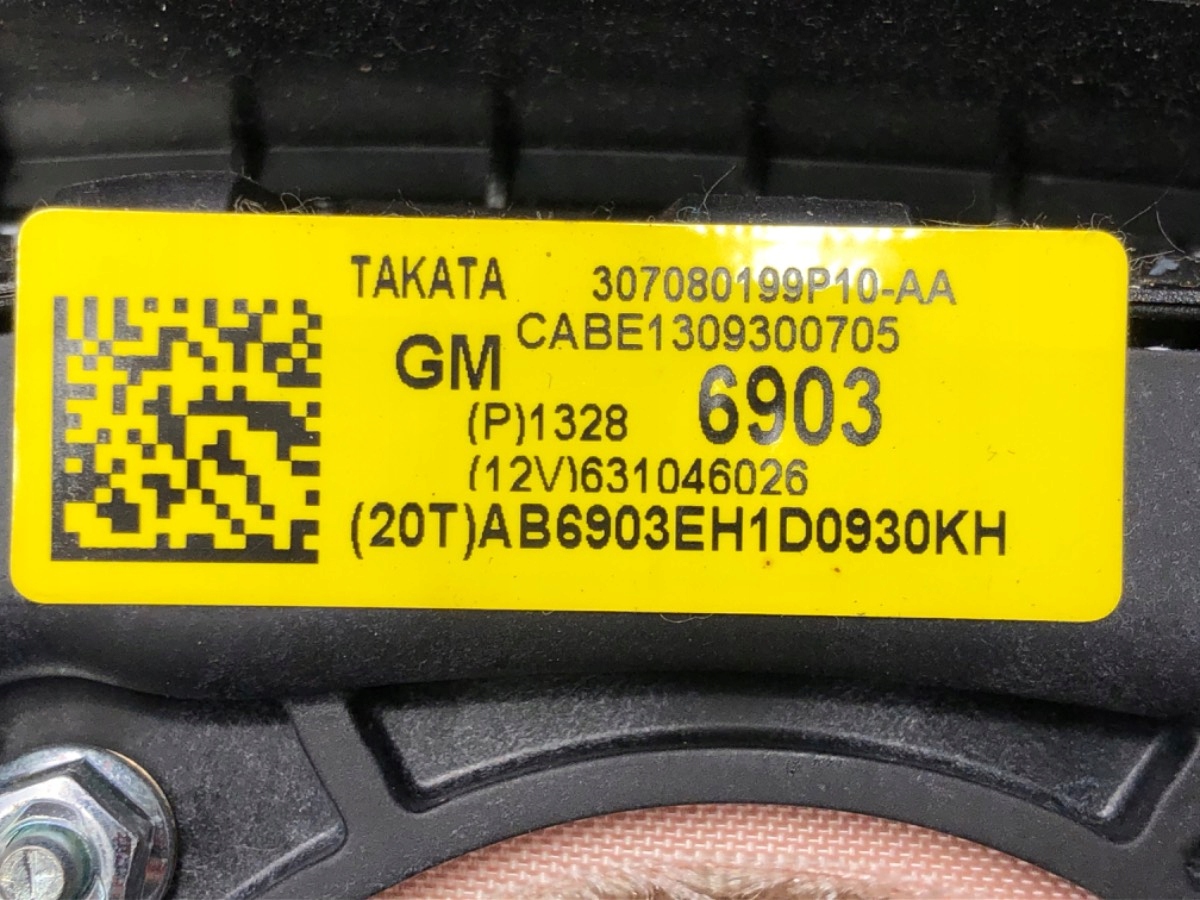 TAKATA 307080199P10-AA
CABE1309300705
GM
(P)1328 6903
(12V)631046026
(20T)AB6903EH1D0930KH